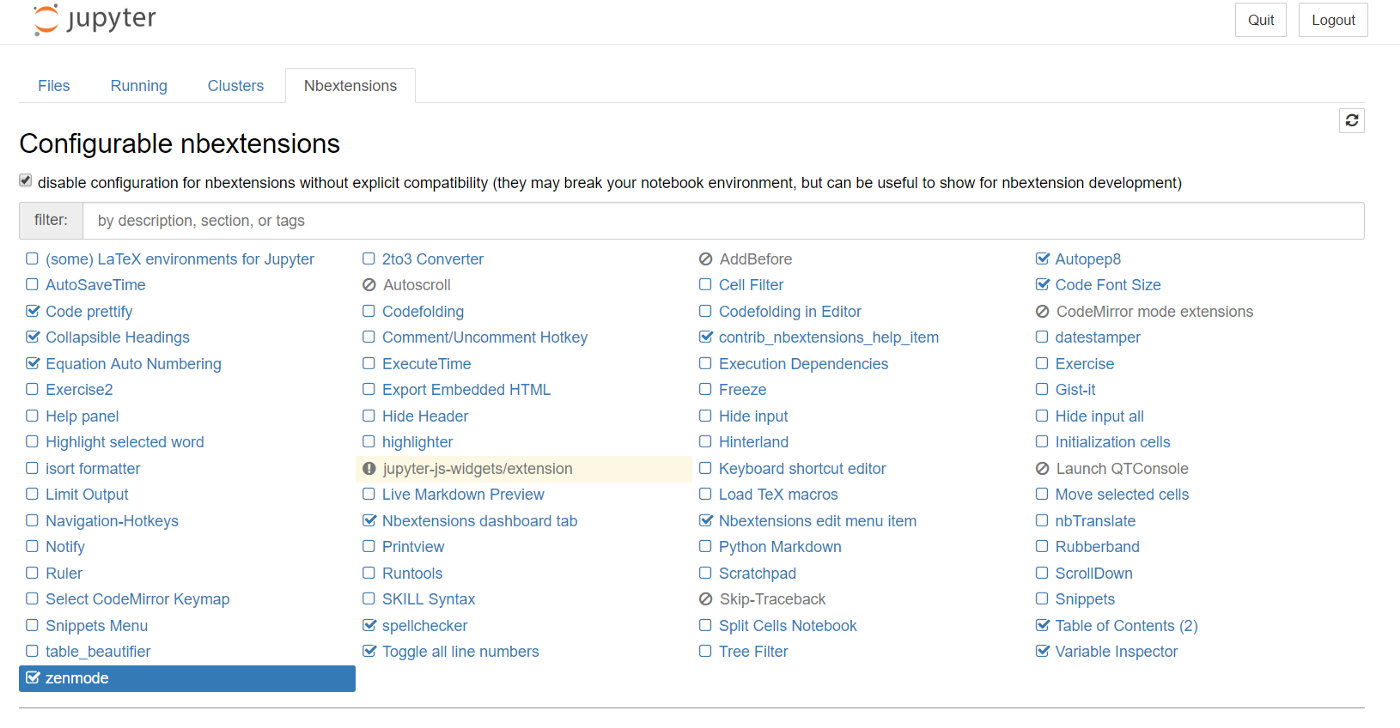 jupyter
Quit Logout
Files Running Clusters Nbextensions
Configurable nbextensions
disable configuration for nbextensions without explicit compatibility (they may break your notebook environment, but can be useful to show for nbextension development)
filter: by description, section, or tags
(some) LaTeX environments for Jupyter 2to3 Converter AddBefore Autopep8
AutoSaveTime Autoscroll Cell Filter Code Font Size
Code prettify Codefolding Codefolding in Editor CodeMirror mode extensions
Collapsible Headings Comment/Uncomment Hotkey contrib_nbextensions_help_item datestamper
Equation Auto Numbering ExecuteTime Execution Dependencies Exercise
Exercise2 Export Embedded HTML Freeze Gist-it
Help panel Hide Header Hide input Hide input all
Highlight selected word highlighter Hinterland Initialization cells
isort formatter jupyter-js-widgets/extension Keyboard shortcut editor Launch QTConsole
Limit Output Live Markdown Preview Load TeX macros Move selected cells
Navigation-Hotkeys Nbextensions dashboard tab Nbextensions edit menu item nbTranslate
Notify Printview Python Markdown Rubberband
Ruler Runtools Scratchpad ScrollDown
Select CodeMirror Keymap SKILL Syntax Skip-Traceback Snippets
Snippets Menu spellchecker Split Cells Notebook Table of Contents (2)
table_beautifier Toggle all line numbers Tree Filter Variable Inspector
zenmode